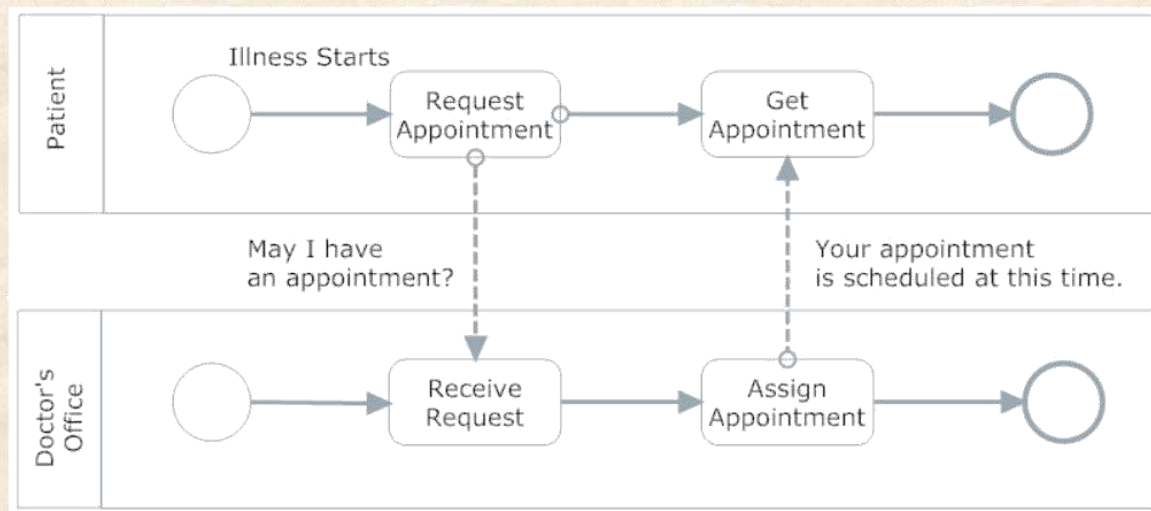 Patient
Illness Starts
Request
Appointment
Get
Appointment
May I have
an appointment?
Your appointment
is scheduled at this time.
Doctor's
Office
Receive
Request
Assign
Appointment